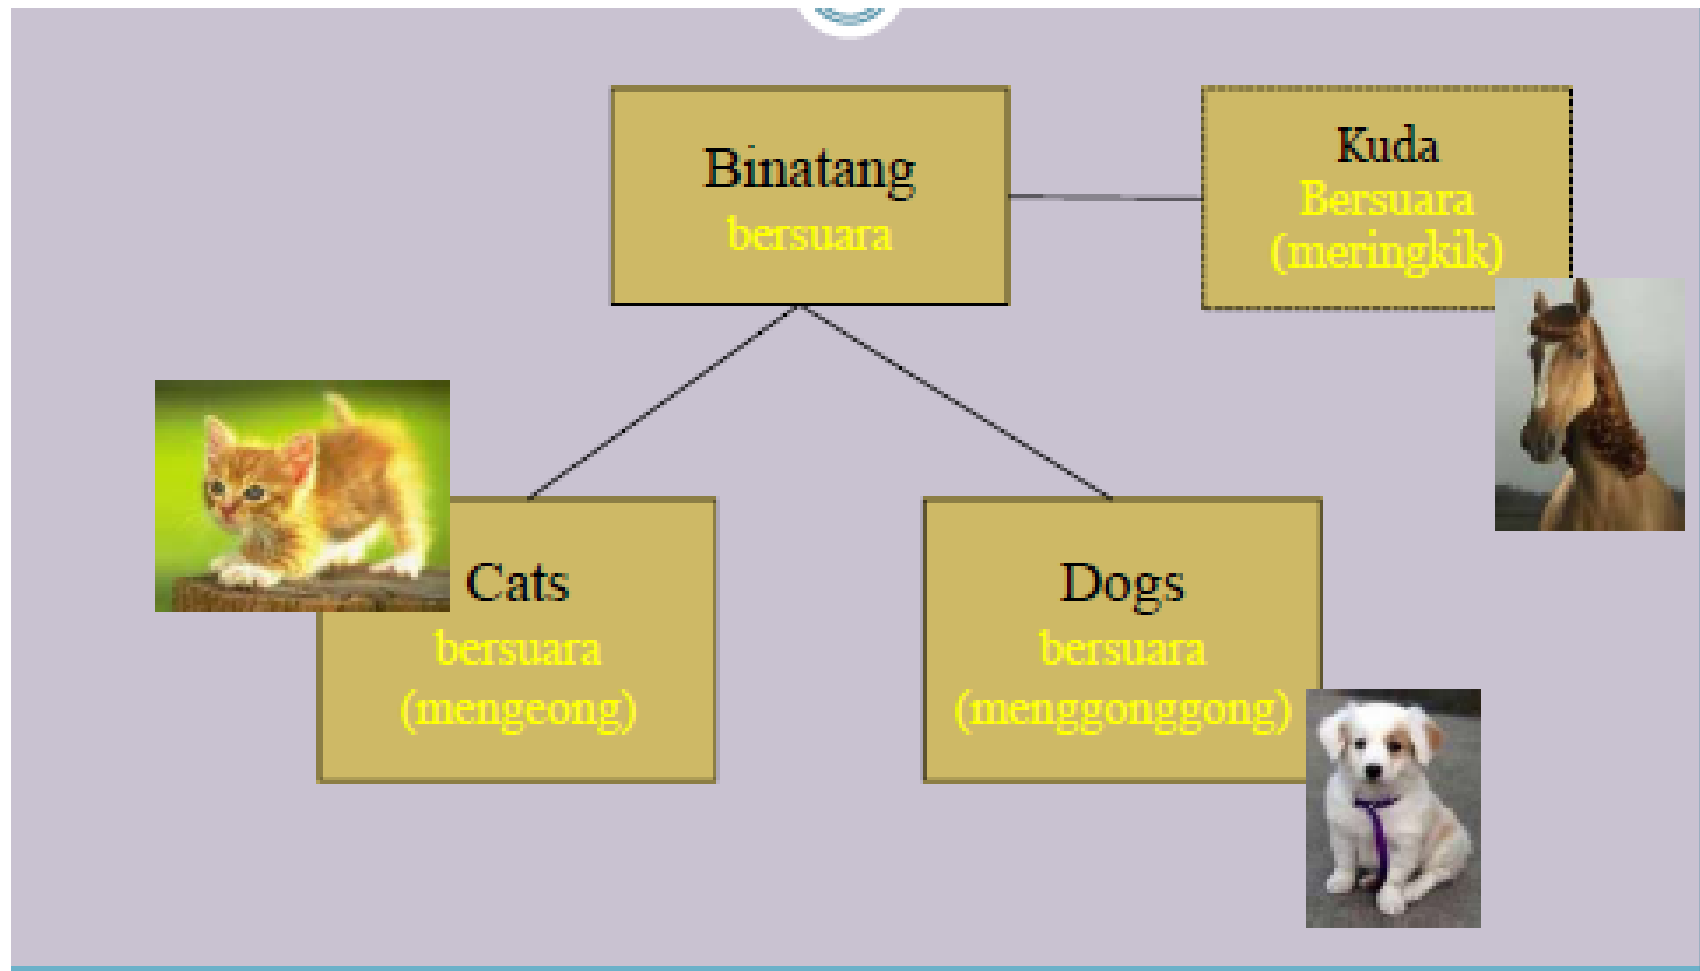 Binatang
bersuara
Kuda
Bersuara
(meringkik)
Cats
bersuara
(mengeong)
Dogs
bersuara
(menggonggong)